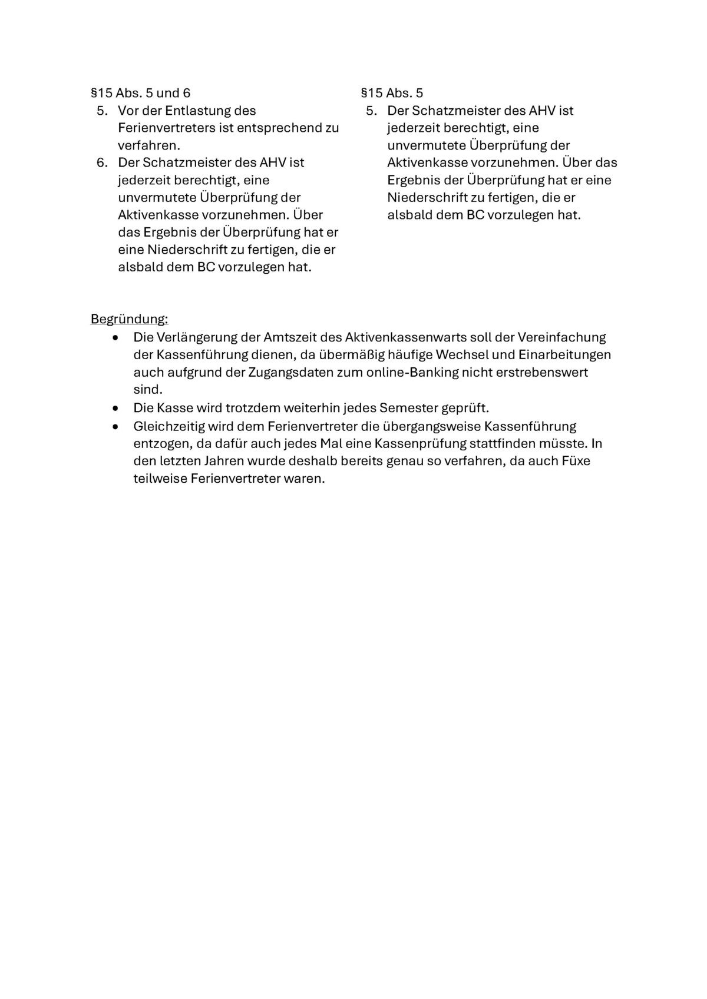 §15 Abs. 5 und 6
5. Vor der Entlastung des
Ferienvertreters ist entsprechend zu
verfahren.
6. Der Schatzmeister des AHV ist
jederzeit berechtigt, eine
unvermutete Überprüfung der
Aktivenkasse vorzunehmen. Über
das Ergebnis der Überprüfung hat er
eine Niederschrift zu fertigen, die er
alsbald dem BC vorzulegen hat.
§15 Abs. 5
5. Der Schatzmeister des AHV ist
jederzeit berechtigt, eine
unvermutete Überprüfung der
Aktivenkasse vorzunehmen. Über das
Ergebnis der Überprüfung hat er eine
Niederschrift zu fertigen, die er
alsbald dem BC vorzulegen hat.
Begründung:
• Die Verlängerung der Amtszeit des Aktivenkassenwarts soll der Vereinfachung
der Kassenführung dienen, da übermäßig häufige Wechsel und Einarbeitungen
auch aufgrund der Zugangsdaten zum online-Banking nicht erstrebenswert
sind.
• Die Kasse wird trotzdem weiterhin jedes Semester geprüft.
• Gleichzeitig wird dem Ferienvertreter die übergangsweise Kassenführung
entzogen, da dafür auch jedes Mal eine Kassenprüfung stattfinden müsste. In
den letzten Jahren wurde deshalb bereits genau so verfahren, da auch Füxe
teilweise Ferienvertreter waren.